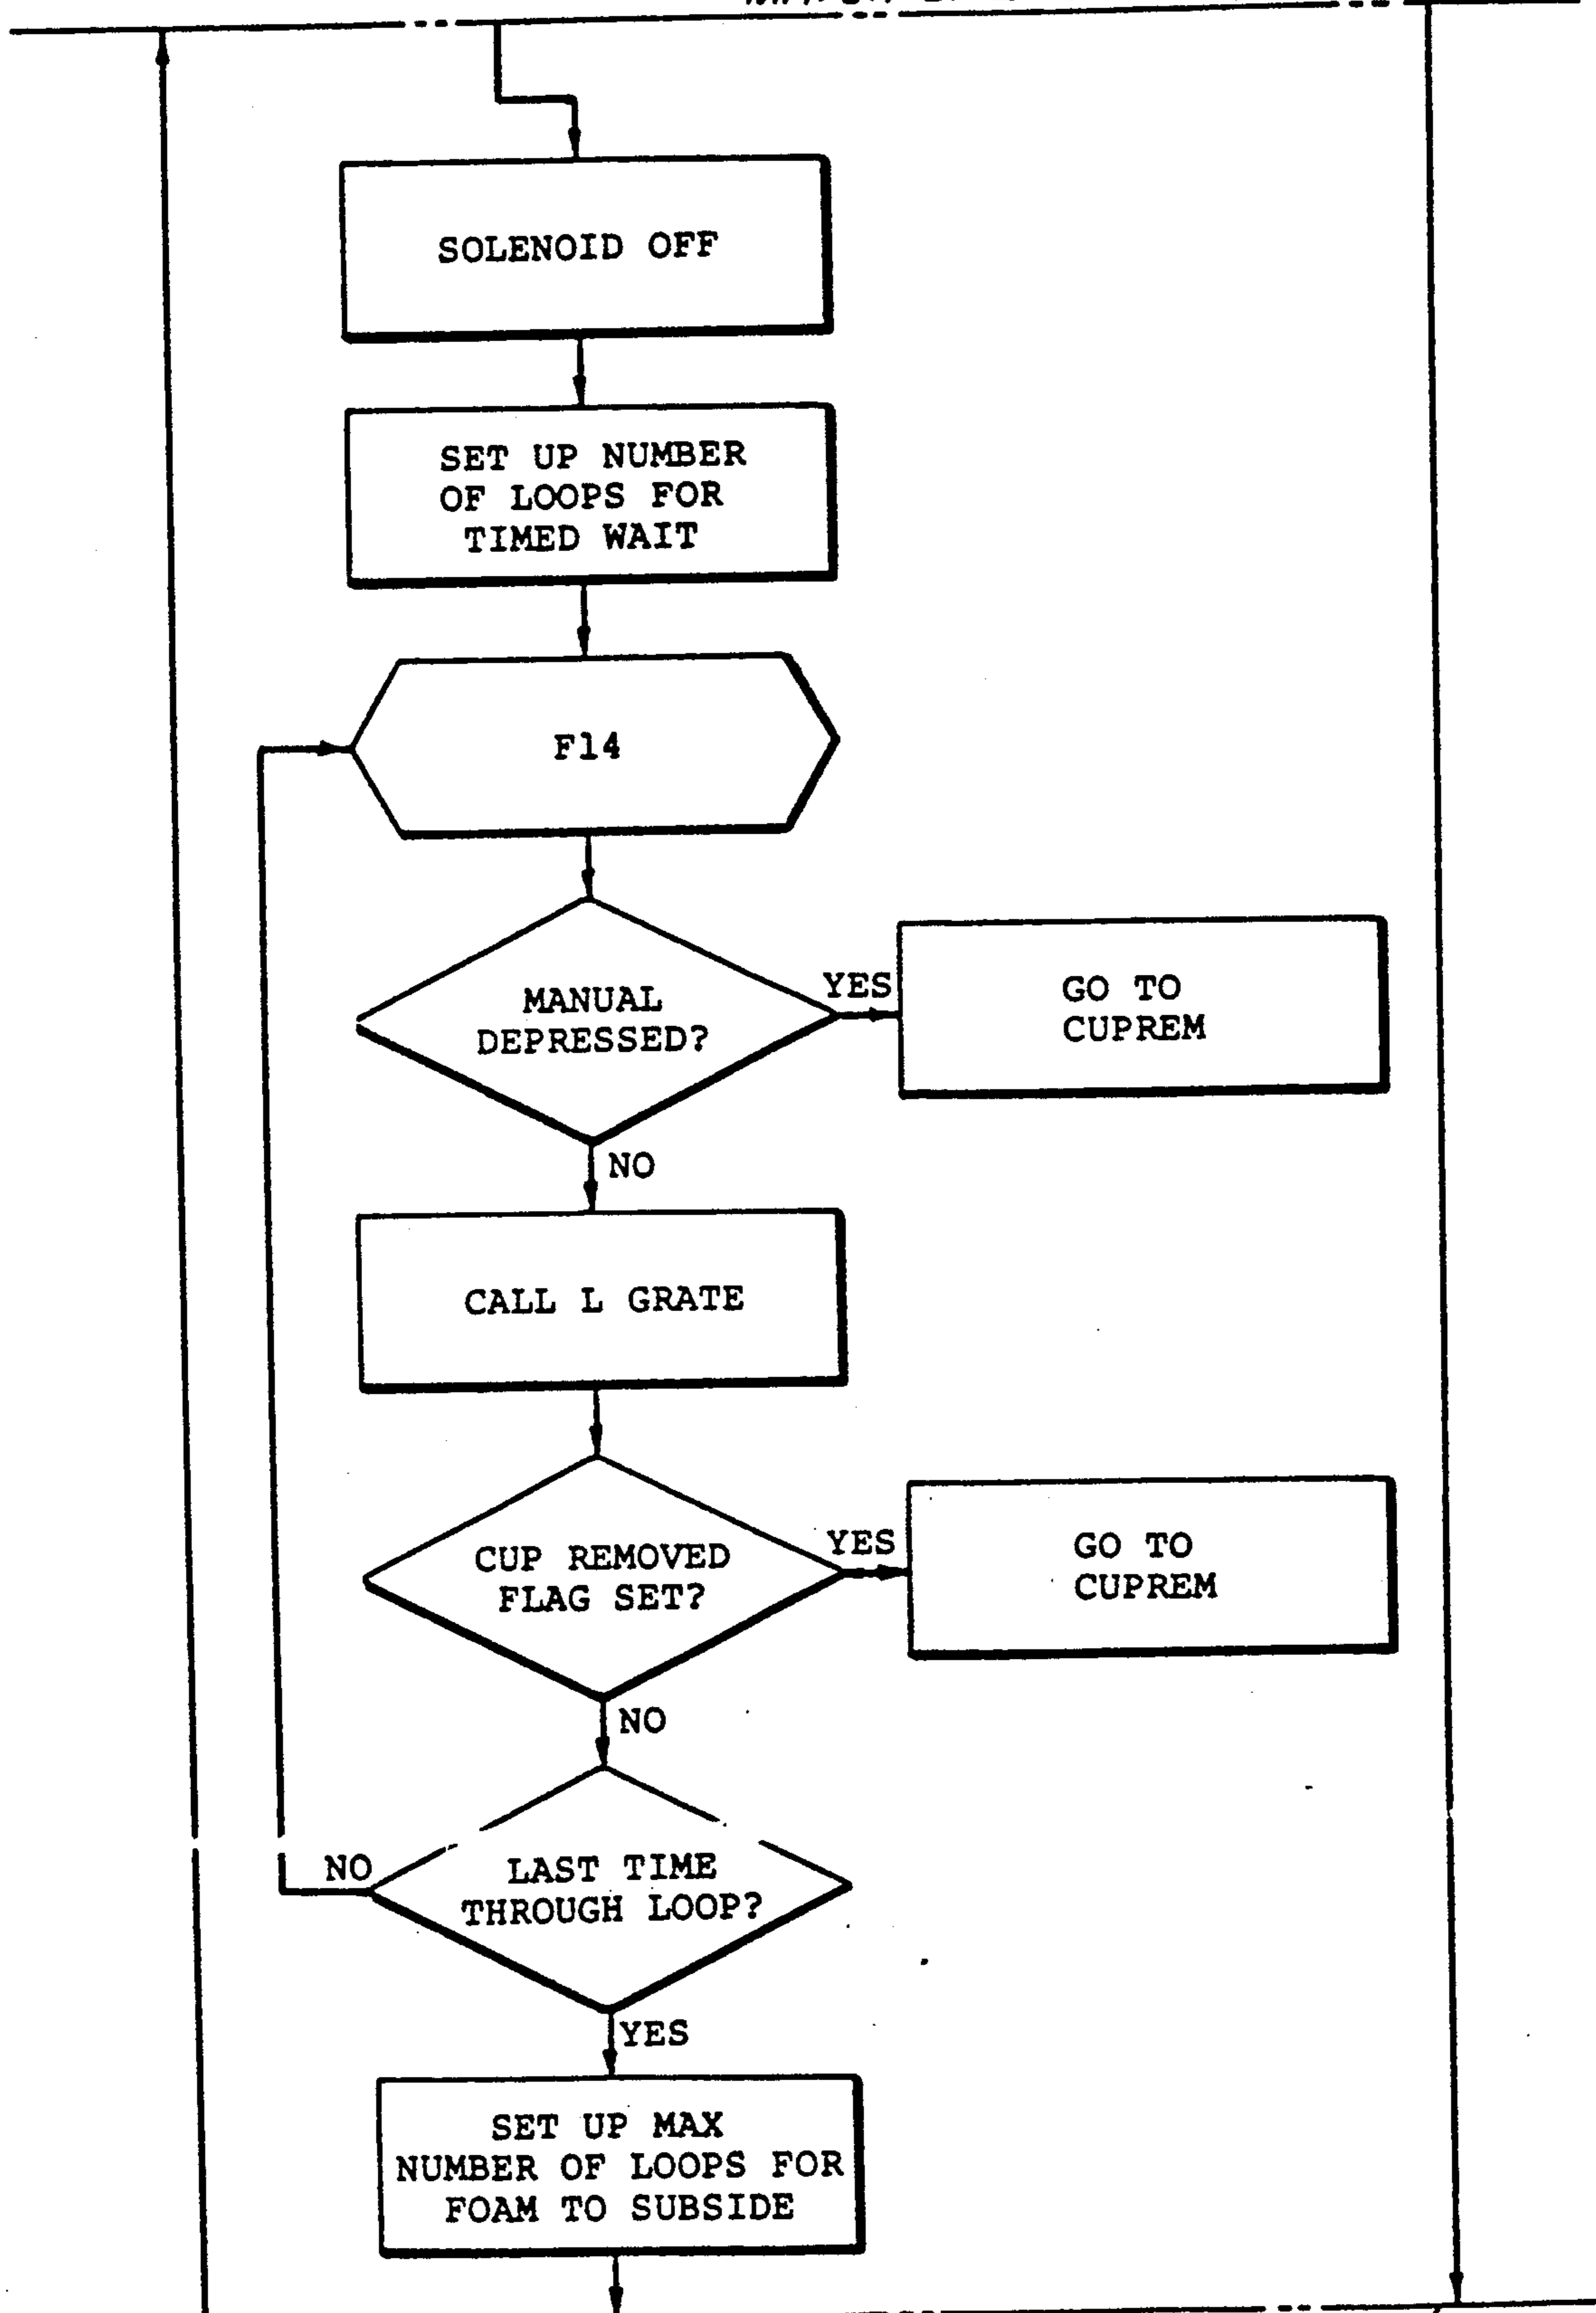 SOLENOID OFF
SET UP NUMBER
OF LOOPS FOR
TIMED WAIT
F14
MANUAL
DEPRESSED?
YES
GO TO
CUPREM
NO
CALL L GRATE
CUP REMOVED
FLAG SET?
YES
GO TO
CUPREM
NO
LAST TIME
THROUGH LOOP?
NO
YES
SET UP MAX
NUMBER OF LOOPS FOR
FOAM TO SUBSIDE